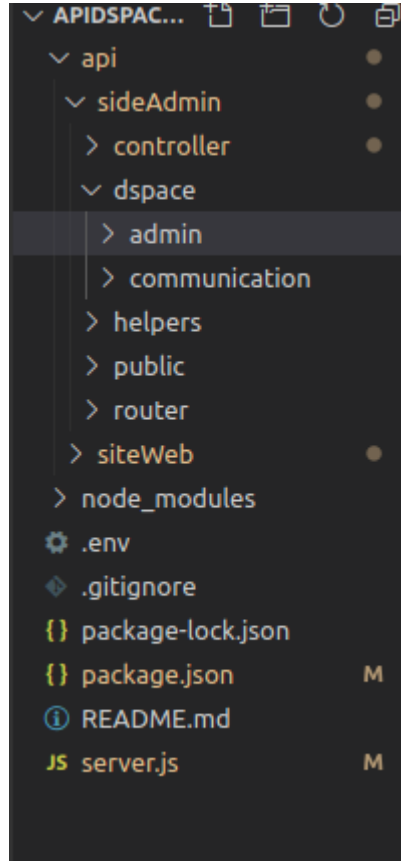 APIDSPAC...
api
sideAdmin
controller
dspace
admin
communication
helpers
public
router
siteWeb
node_modules
.env
.gitignore
{} package-lock.json
{} package.json M
README.md
JS server.js M